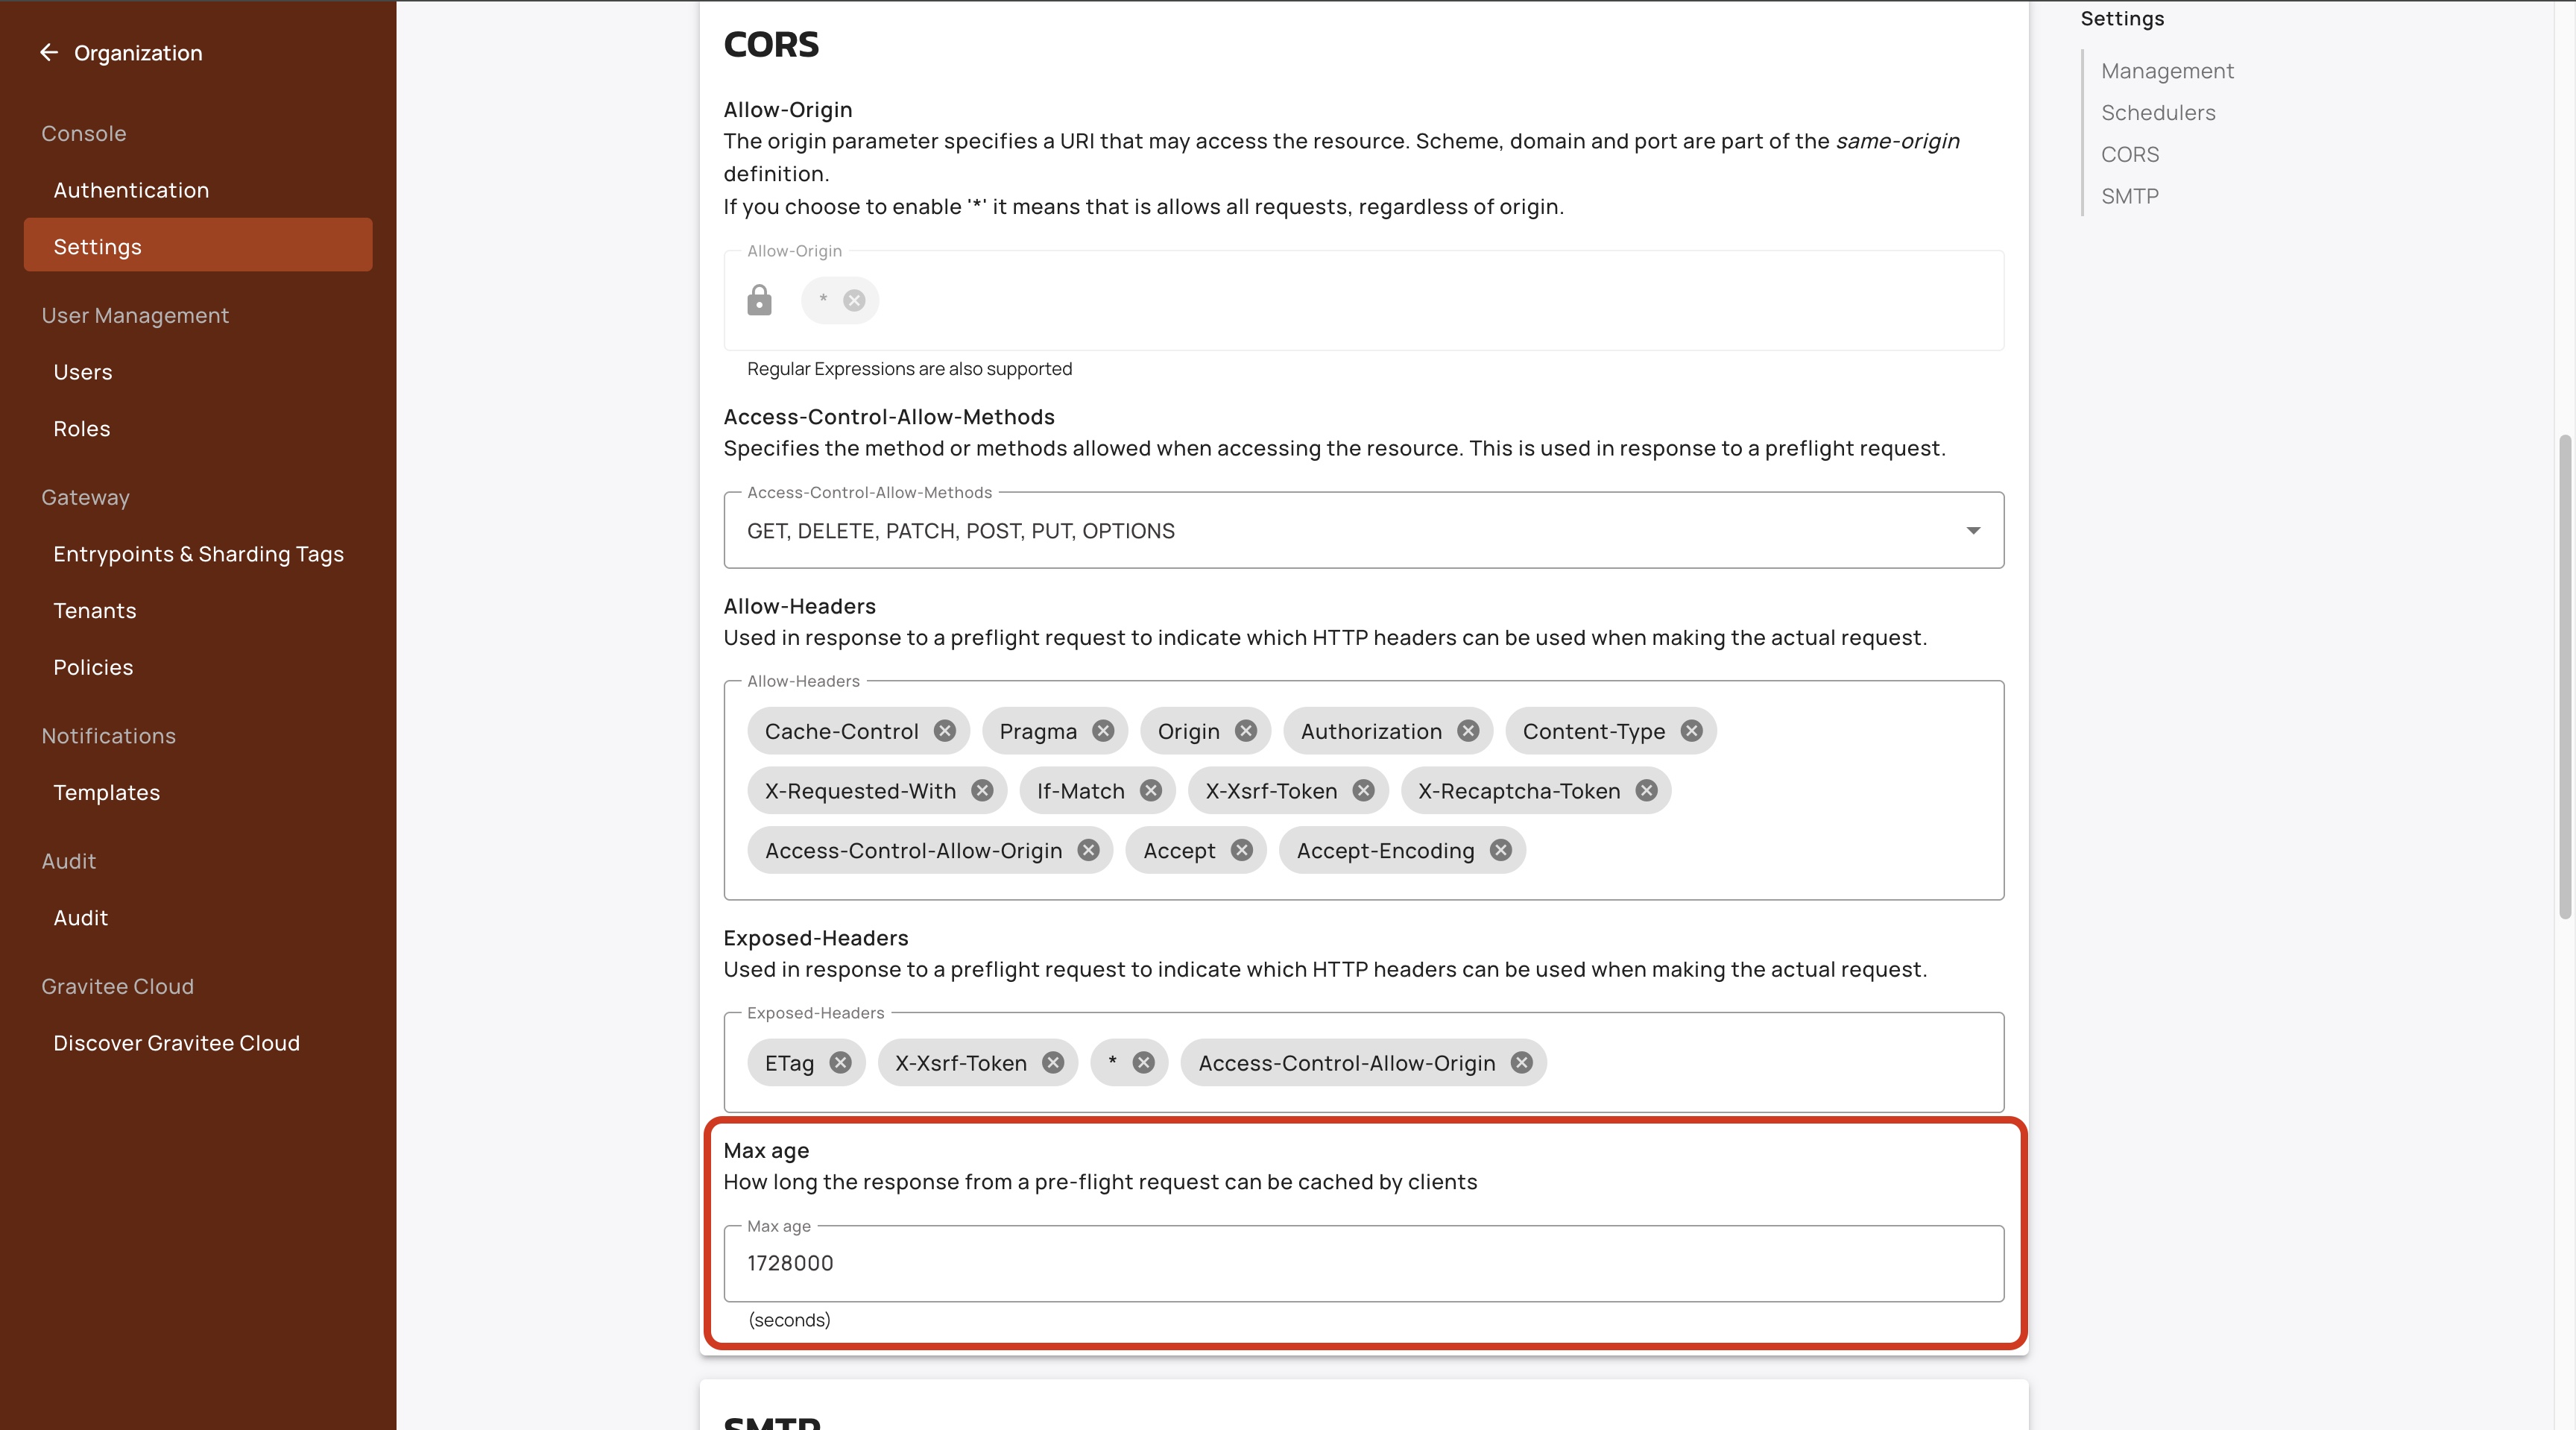 Organization
Console
Authentication
Settings
User Management
Users
Roles
Gateway
Entrypoints & Sharding Tags
Tenants
Policies
Notifications
Templates
Audit
Audit
Gravitee Cloud
Discover Gravitee Cloud
CORS
Allow-Origin
The origin parameter specifies a URI that may access the resource. Scheme, domain and port are part of the same-origin
definition.
If you choose to enable '*' it means that is allows all requests, regardless of origin.
Allow-Origin
*
Regular Expressions are also supported
Access-Control-Allow-Methods
Specifies the method or methods allowed when accessing the resource. This is used in response to a preflight request.
Access-Control-Allow-Methods
GET, DELETE, PATCH, POST, PUT, OPTIONS
Allow-Headers
Used in response to a preflight request to indicate which HTTP headers can be used when making the actual request.
Allow-Headers
Cache-Control Pragma Origin Authorization Content-Type
X-Requested-With If-Match X-Xsrf-Token X-Recaptcha-Token
Access-Control-Allow-Origin Accept Accept-Encoding
Exposed-Headers
Used in response to a preflight request to indicate which HTTP headers can be used when making the actual request.
Exposed-Headers
ETag X-Xsrf-Token * Access-Control-Allow-Origin
Max age
How long the response from a pre-flight request can be cached by clients
Max age
1728000
(seconds)
SMTP
Settings
Management
Schedulers
CORS
SMTP